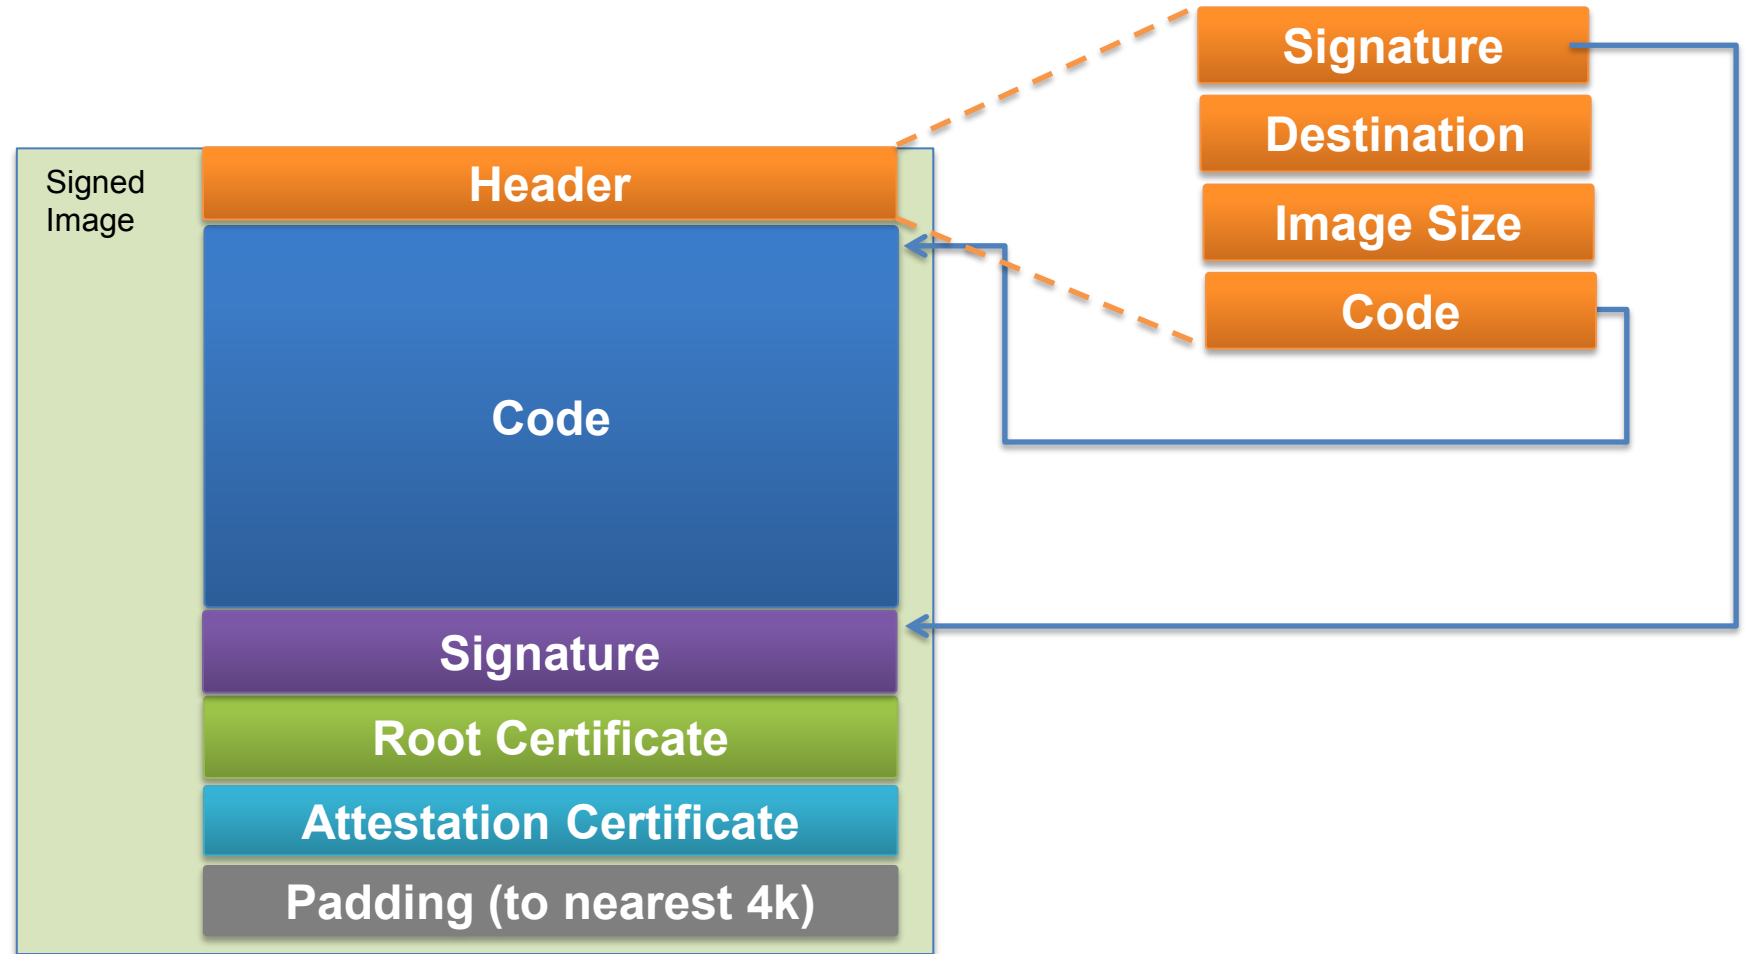 Signed
Image
Header
Code
Signature
Root Certificate
Attestation Certificate
Padding (to nearest 4k)
Signature
Destination
Image Size
Code